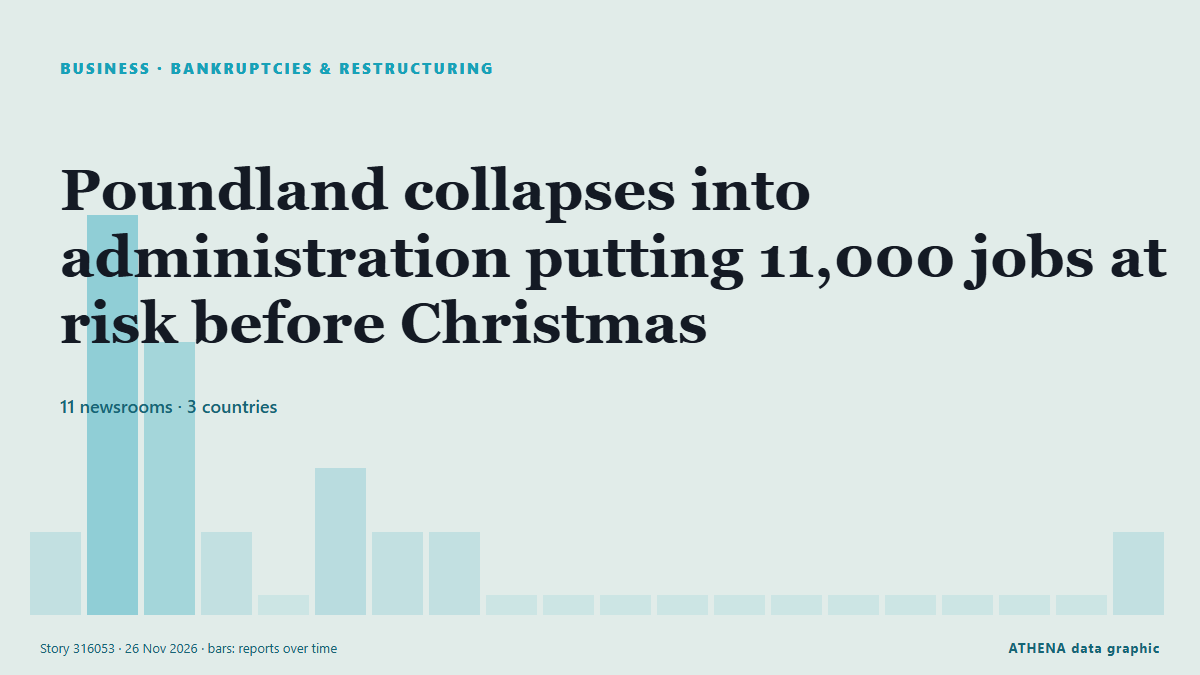 BUSINESS · BANKRUPTCIES & RESTRUCTURING
Poundland collapses into
administration putting 11,000 jobs at
risk before Christmas
11 newsrooms · 3 countries
Story 316053 · 26 Nov 2026 · bars: reports over time
ATHENA data graphic